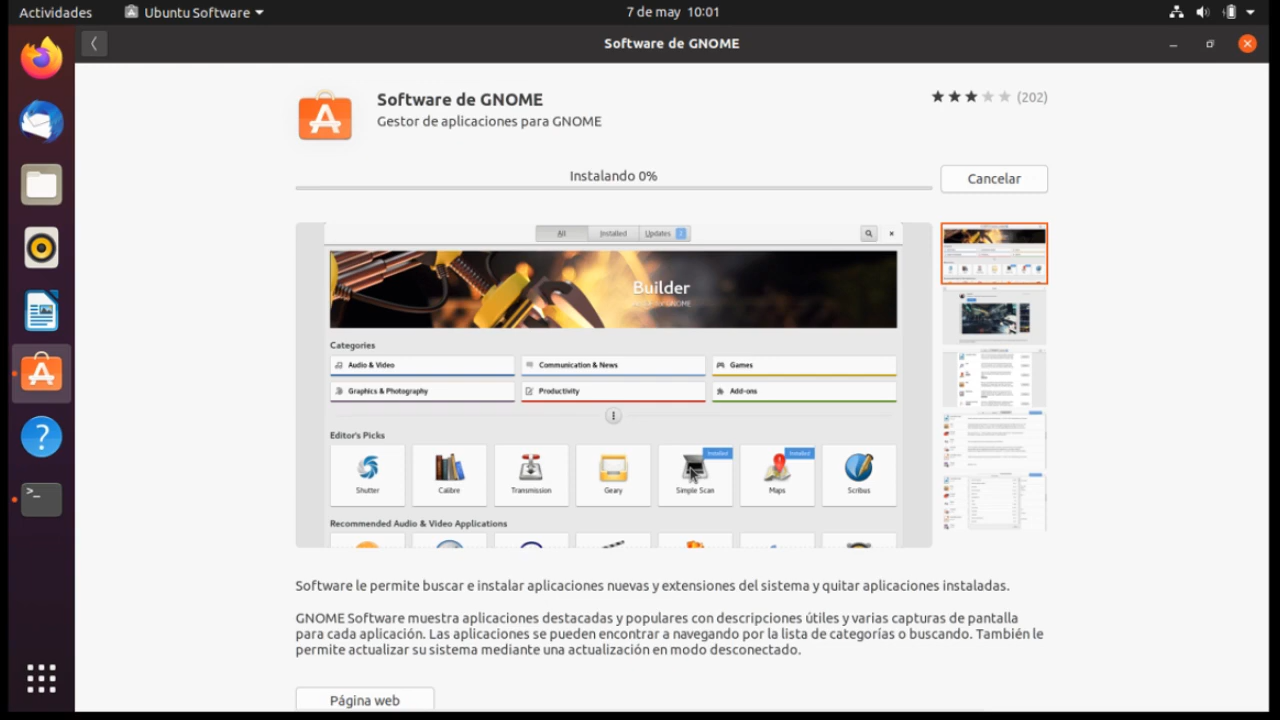 Actividades
Ubuntu Software
7 de may 10:01
Software de GNOME
Software de GNOME
Gestor de aplicaciones para GNOME
(202)
Instalando 0%
Cancelar
All
Installed
Updates
Builder
Categories
Audio & Video
Communication & News
Games
Graphics & Photography
Productivity
Add-ons
Editor's Picks
Installed
Installed
Shutter
Calibre
Transmission
Geary
Simple Scan
Maps
Scribus
Recommended Audio & Video Applications
Software le permite buscar e instalar aplicaciones nuevas y extensiones del sistema y quitar aplicaciones instaladas.
GNOME Software muestra aplicaciones destacadas y populares con descripciones útiles y varias capturas de pantalla
para cada aplicación. Las aplicaciones se pueden encontrar a navegando por la lista de categorías o buscando. También le
permite actualizar su sistema mediante una actualización en modo desconectado.
Página web